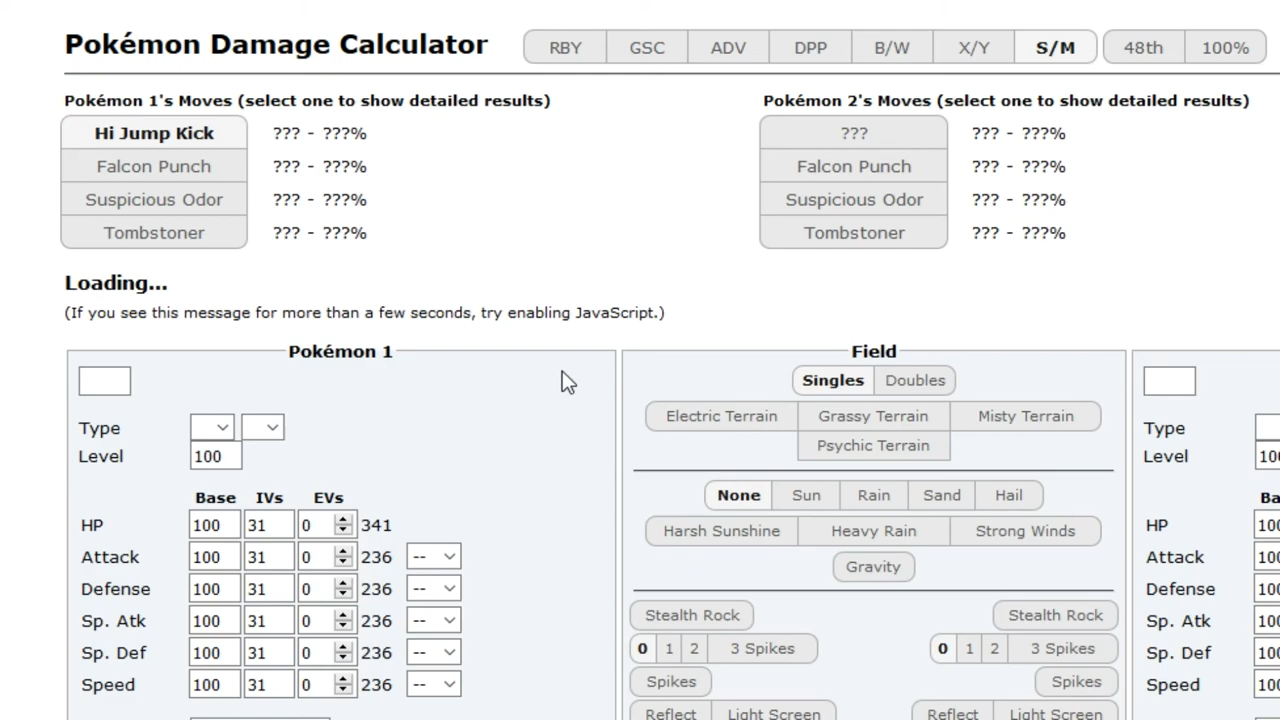 Pokémon Damage Calculator RBY GSC ADV DPP B/W X/Y S/M 48th 100%
Pokémon 1's Moves (select one to show detailed results) Pokémon 2's Moves (select one to show detailed results)
Hi Jump Kick ??? - ???% ??? ??? - ???%
Falcon Punch ??? - ???% Falcon Punch ??? - ???%
Suspicious Odor ??? - ???% Suspicious Odor ??? - ???%
Tombstoner ??? - ???% Tombstoner ??? - ???%
Loading...
(If you see this message for more than a few seconds, try enabling JavaScript.)
Pokémon 1
Type
Level 100
Base IVs EVs
HP 100 31 0 341
Attack 100 31 0 236 --
Defense 100 31 0 236 --
Sp. Atk 100 31 0 236 --
Sp. Def 100 31 0 236 --
Speed 100 31 0 236 --
Field
Singles Doubles
Electric Terrain Grassy Terrain Misty Terrain
Psychic Terrain
None Sun Rain Sand Hail
Harsh Sunshine Heavy Rain Strong Winds
Gravity
Stealth Rock Stealth Rock
0 1 2 3 Spikes 0 1 2 3 Spikes
Spikes Spikes
Reflect Light Screen Reflect Light Screen
Type
Level
HP
Attack
Defense
Sp. Atk
Sp. Def
Speed